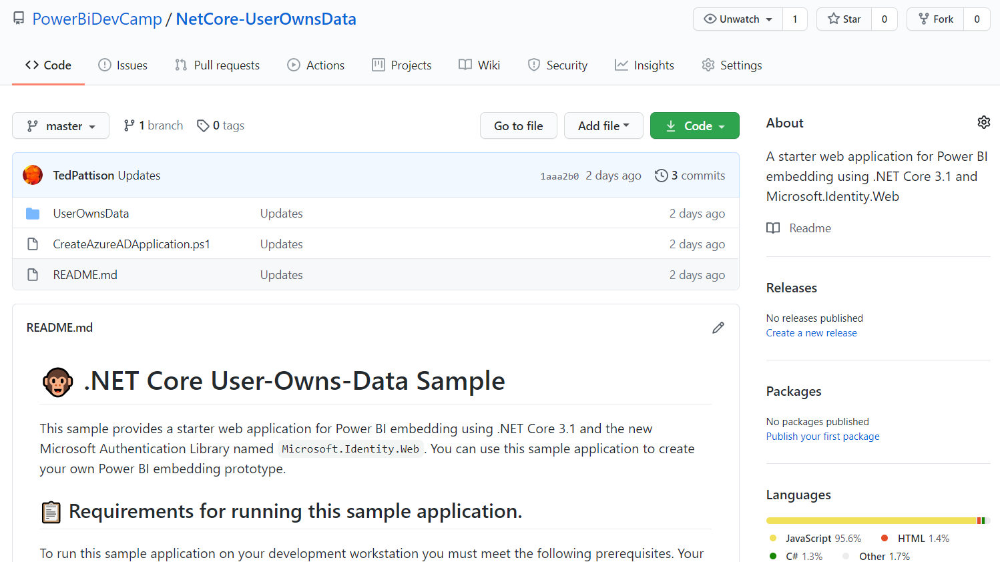 PowerBiDevCamp / NetCore-UserOwnsData
Unwatch 1 Star 0 Fork 0
Code Issues Pull requests Actions Projects Wiki Security Insights Settings
master 1 branch 0 tags Go to file Add file Code
TedPattison Updates 1aaa2b0 2 days ago 3 commits
UserOwnsData Updates 2 days ago
CreateAzureADApplication.ps1 Updates 2 days ago
README.md Updates 2 days ago
README.md
.NET Core User-Owns-Data Sample
This sample provides a starter web application for Power BI embedding using .NET Core 3.1 and the new
Microsoft Authentication Library named Microsoft.Identity.Web. You can use this sample application to create
your own Power BI embedding prototype.
Requirements for running this sample application.
To run this sample application on your development workstation you must meet the following prerequisites. Your
About
A starter web application for Power BI
embedding using .NET Core 3.1 and
Microsoft.Identity.Web
Readme
Releases
No releases published
Create a new release
Packages
No packages published
Publish your first package
Languages
JavaScript 95.6% HTML 1.4%
C# 1.3% Other 1.7%